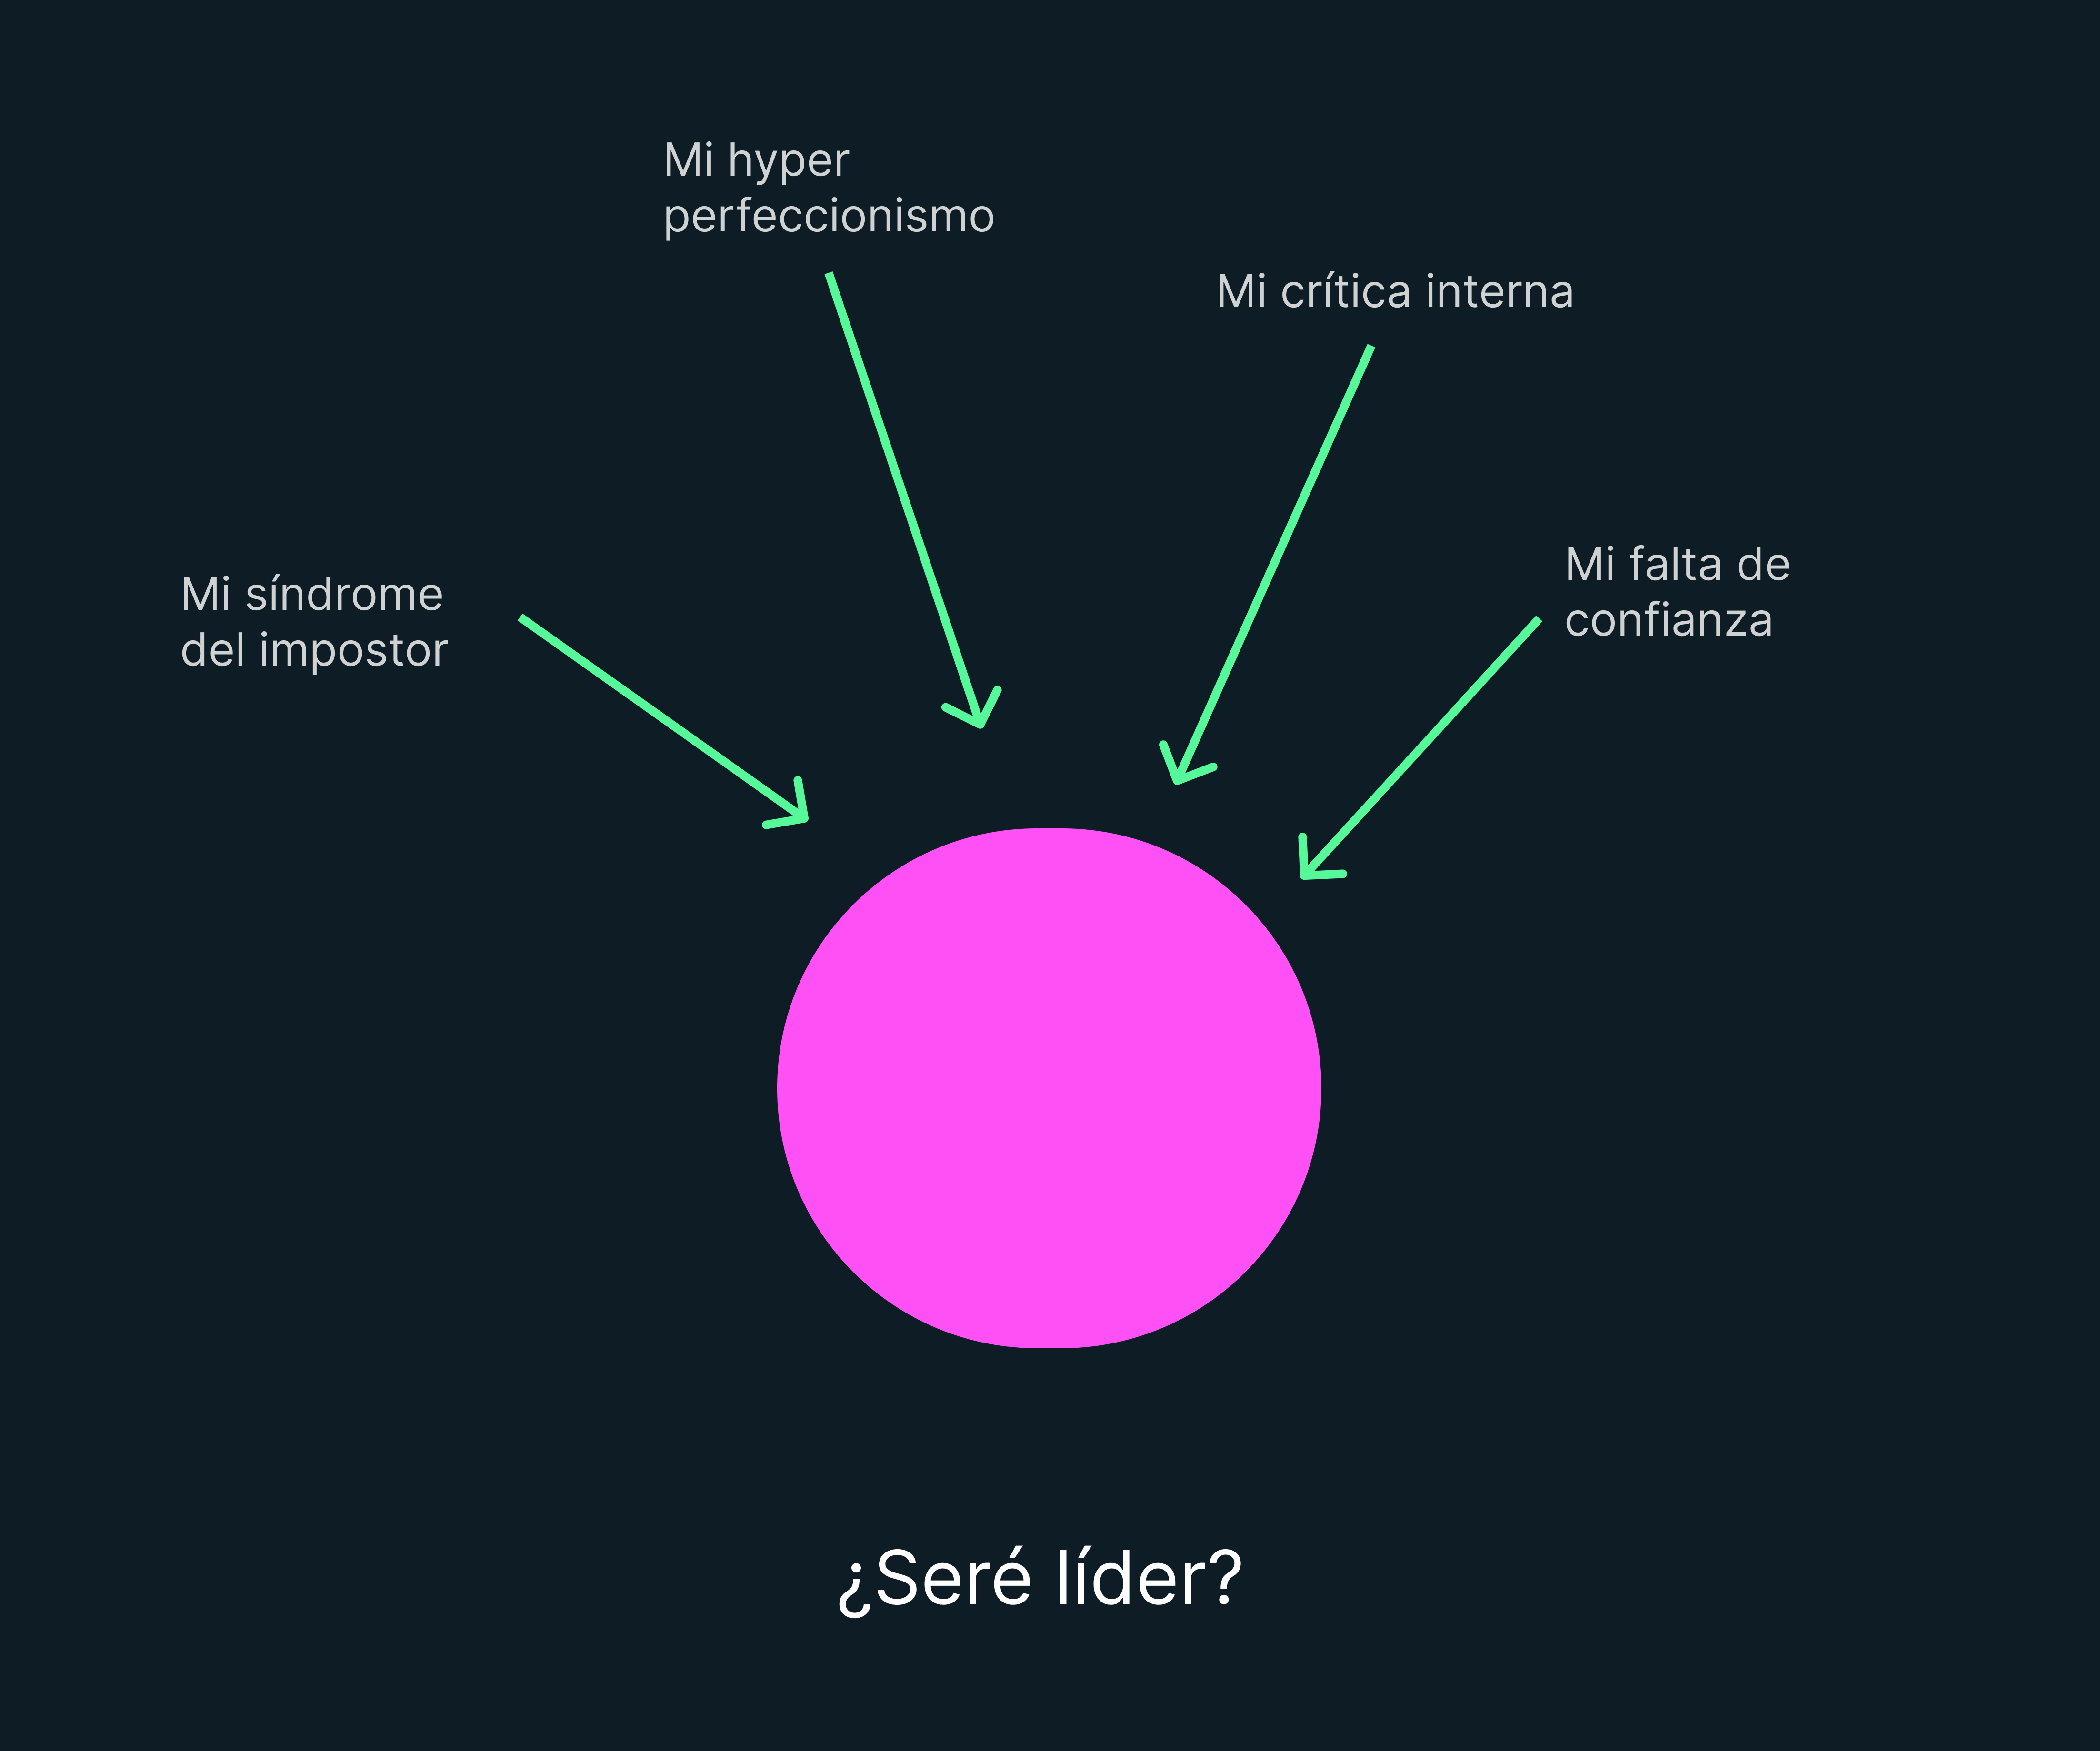 Mi hyper
perfeccionismo
Mi crítica interna
Mi síndrome
del impostor
Mi falta de
confianza
¿Seré líder?